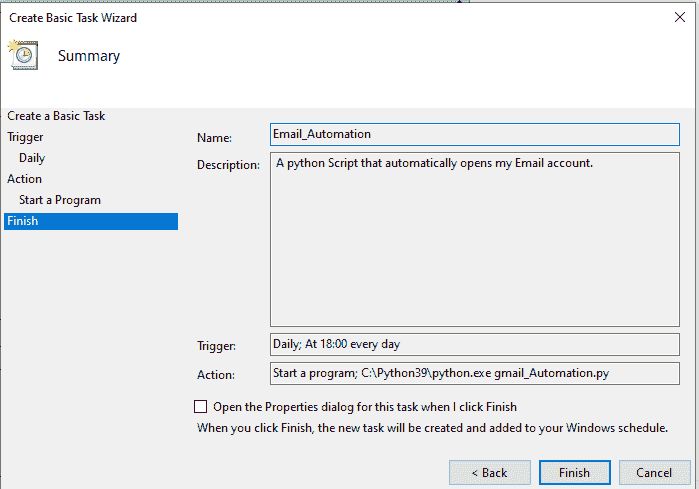 Create Basic Task Wizard
Summary
Create a Basic Task
Trigger
Daily
Action
Start a Program
Finish
Name:
Email_Automation
Description:
A python Script that automatically opens my Email account.
Trigger:
Daily; At 18:00 every day
Action:
Start a program; C:\Python39\python.exe gmail_Automation.py
Open the Properties dialog for this task when I click Finish
When you click Finish, the new task will be created and added to your Windows schedule.
< Back
Finish
Cancel